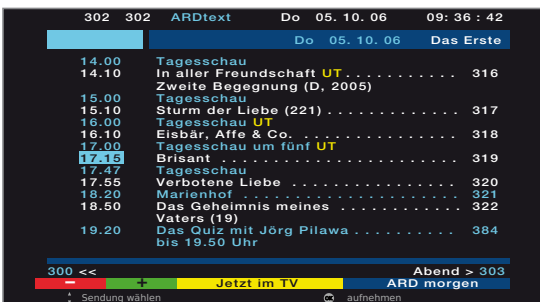 302 302 ARDtext Do 05. 10. 06 09: 36 : 42
Do 05. 10. 06 Das Erste
14.00 Tagesschau
14.10 In aller Freundschaft UT. . . . . . . . . . . 316
Zweite Begegnung (D, 2005)
15.00 Tagesschau
15.10 Sturm der Liebe (221) . . . . . . . . . . . . . 317
16.00 Tagesschau UT
16.10 Eisbär, Affe & Co. . . . . . . . . . . . . . . . 318
17.00 Tagesschau um fünf UT
17.15 Brisant . . . . . . . . . . . . . . . . . . . . . . . 319
17.47 Tagesschau
17.55 Verbotene Liebe . . . . . . . . . . . . . . . . . 320
18.20 Marienhof . . . . . . . . . . . . . . . . . . . . . 321
18.50 Das Geheimnis meines . . . . . . . . . . . 322
Vaters (19)
19.20 Das Quiz mit Jörg Pilawa . . . . . . . . . . 384
bis 19.50 Uhr
300 << Abend > 303
− + Jetzt im TV ARD morgen
Sendung wählen OK aufnehmen